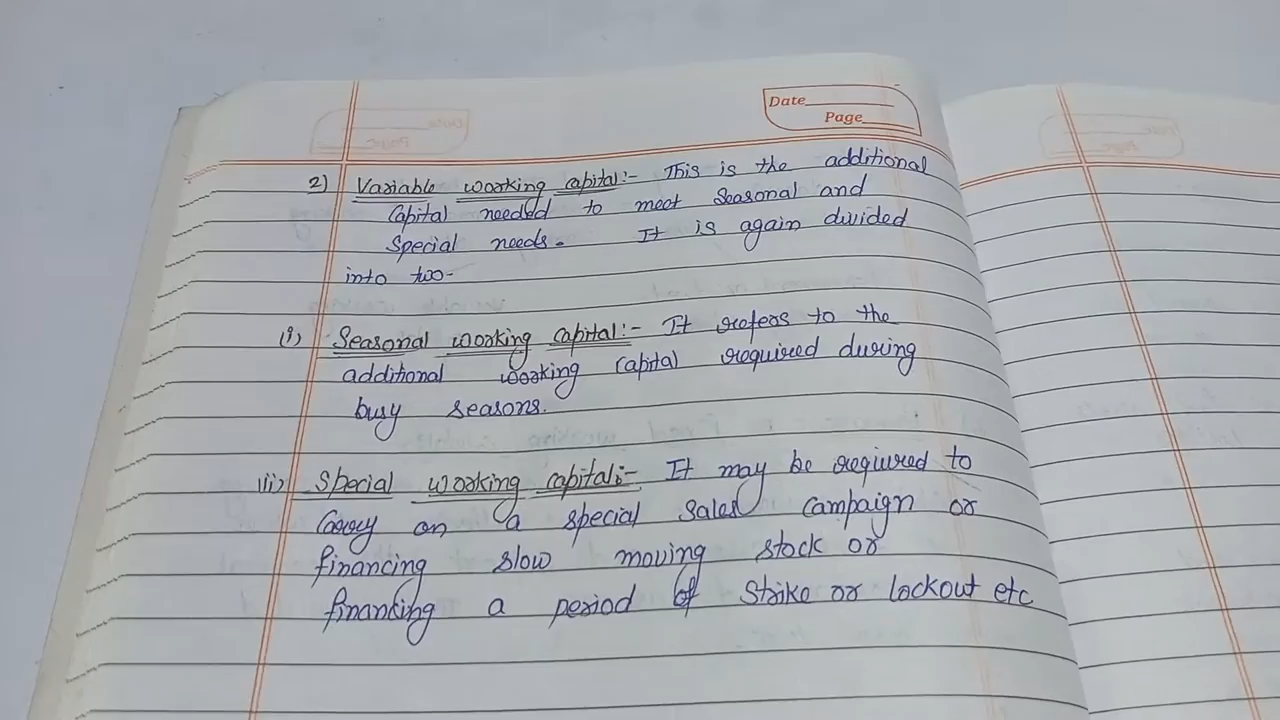 Date
Page
2) Variable working capital:- This is the additional
Capital needed to meet Seasonal and
Special needs. It is again divided
into two-
(i) Seasonal working capital:- It refers to the
additional working Capital required during
busy seasons.
(ii) Special working capital:- It may be reqiured to
Carry on a special Sales campaign or
financing slow moving stock or
financing a period of Strike or lockout etc